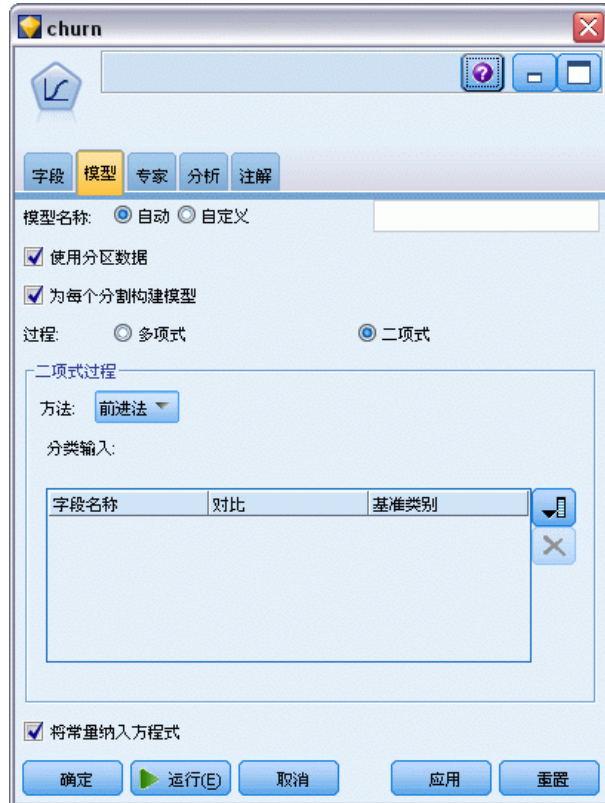 churn
字段 模型 专家 分析 注解
模型名称: 自动 自定义
使用分区数据
为每个分割构建模型
过程: 多项式 二项式
二项式过程
方法: 前进法
分类输入:
字段名称 对比 基准类别
将常量纳入方程式
确定 运行(E) 取消 应用 重置